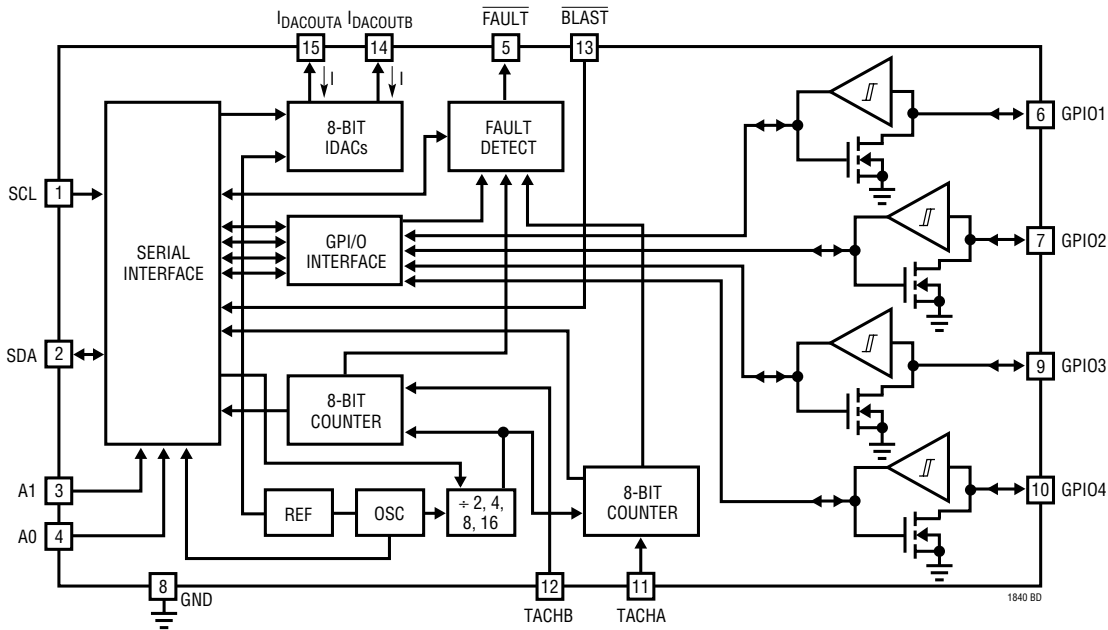 IDACOUTA IDACOUTB FAULT BLAST
15 14 5 13
I I
8-BIT
IDACs
FAULT
DETECT
6 GPIO1
SCL 1
SERIAL
INTERFACE
GPI/O
INTERFACE
7 GPIO2
SDA 2
9 GPIO3
8-BIT
COUNTER
A1 3
A0 4
REF
OSC
÷ 2, 4,
8, 16
8-BIT
COUNTER
10 GPIO4
8 GND
12 11
TACHB TACHA
1840 BD